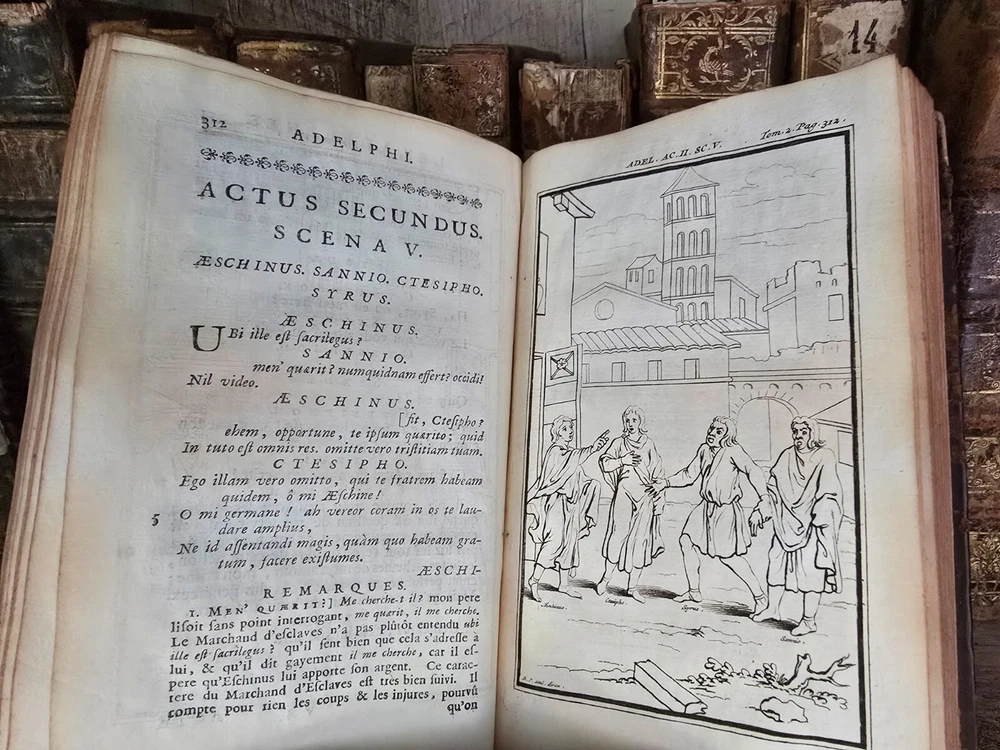 312
ADELPHI.
ACTUS SECUNDUS.
SCENA V.
ÆSCHINUS. SANNIO. CTESIPHO.
SYRUS.
ÆSCHINUS.
UBi ille eſt ſacrilegus?
SANNIO.
men' quærit? numquidnam effert? occidi!
Nil video.
ÆSCHINUS.
[ſit, Cteſipho?
ehem, opportune, te ipſum quærito; quid
In tuto eſt omnis res. omitte vero triſtitiam tuam.
CTESIPHO.
Ego illam vero omitto, qui te fratrem habeam
quidem, ô mi Æſchine!
5 O mi germane! ah vereor coram in os te lau-
dare amplius,
Ne id aſſentandi magis, quàm quo habeam gra-
tum, facere exiſtumes.
ÆSCHI-
REMARQUES.
1. MEN' QUÆRIT?] Me cherche-t il? mon pere
liſoit ſans point interrogant, me quærit, il me cherche.
Le Marchand d'eſclaves n'a pas plûtôt entendu ubi
ille eſt ſacrilegus? qu'il ſent bien que cela s'adreſſe à
lui, & qu'il dit gayement il me cherche, car il eſ-
pere qu'Eſchinus lui apporte ſon argent. Ce carac-
tere du Marchand d'Eſclaves eſt très bien ſuivi. Il
compte pour rien les coups & les injures, pourvû
qu'on
ADEL. AC. II. SC. V.
Tom. 2. Pag. 312.
Æschinus
Ctesipho
Syrus
Sannio